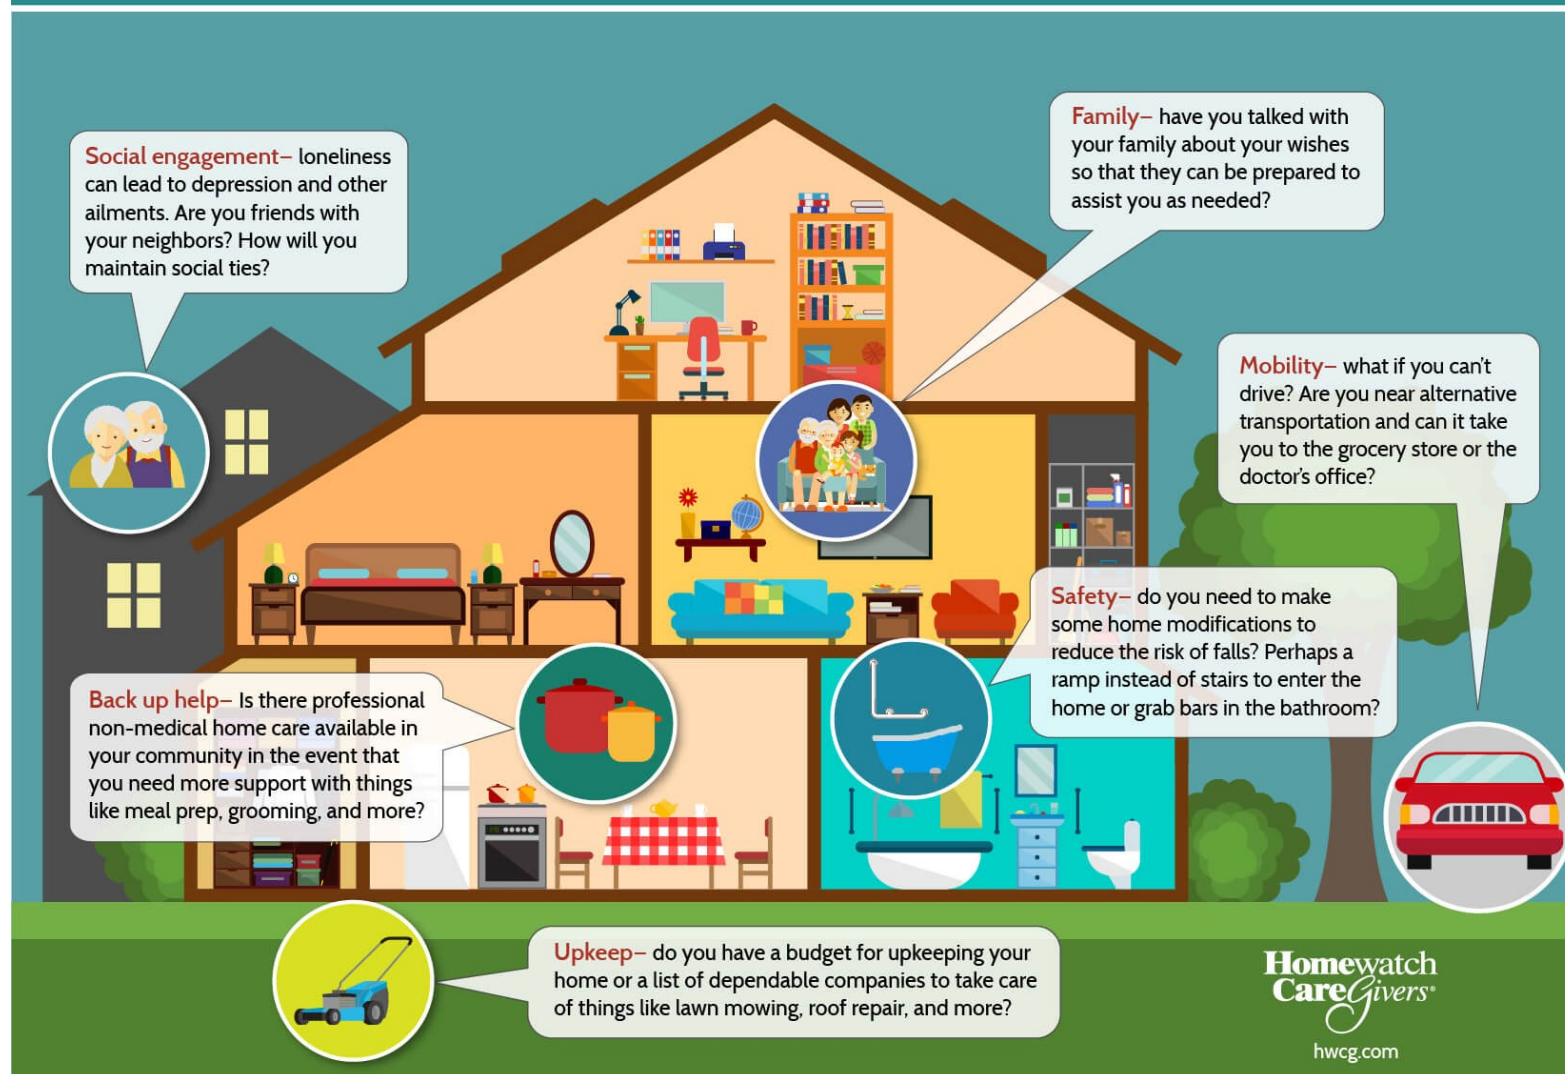 Social engagement– loneliness
can lead to depression and other
ailments. Are you friends with
your neighbors? How will you
maintain social ties?
Family– have you talked with
your family about your wishes
so that they can be prepared to
assist you as needed?
Mobility– what if you can't
drive? Are you near alternative
transportation and can it take
you to the grocery store or the
doctor's office?
Safety– do you need to make
some home modifications to
reduce the risk of falls? Perhaps a
ramp instead of stairs to enter the
home or grab bars in the bathroom?
Back up help– Is there professional
non-medical home care available in
your community in the event that
you need more support with things
like meal prep, grooming, and more?
Upkeep– do you have a budget for upkeeping your
home or a list of dependable companies to take care
of things like lawn mowing, roof repair, and more?
Homewatch
CareGivers®
hwcg.com